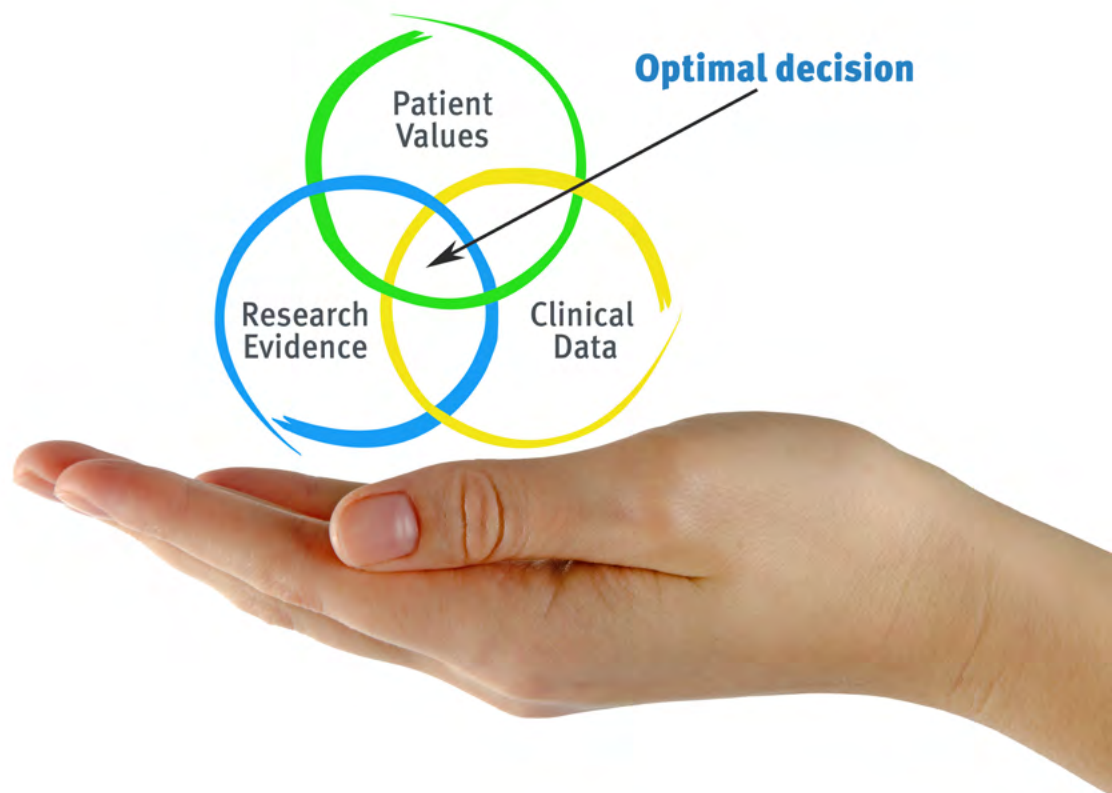 Optimal decision
Patient
Values
Research
Evidence
Clinical
Data